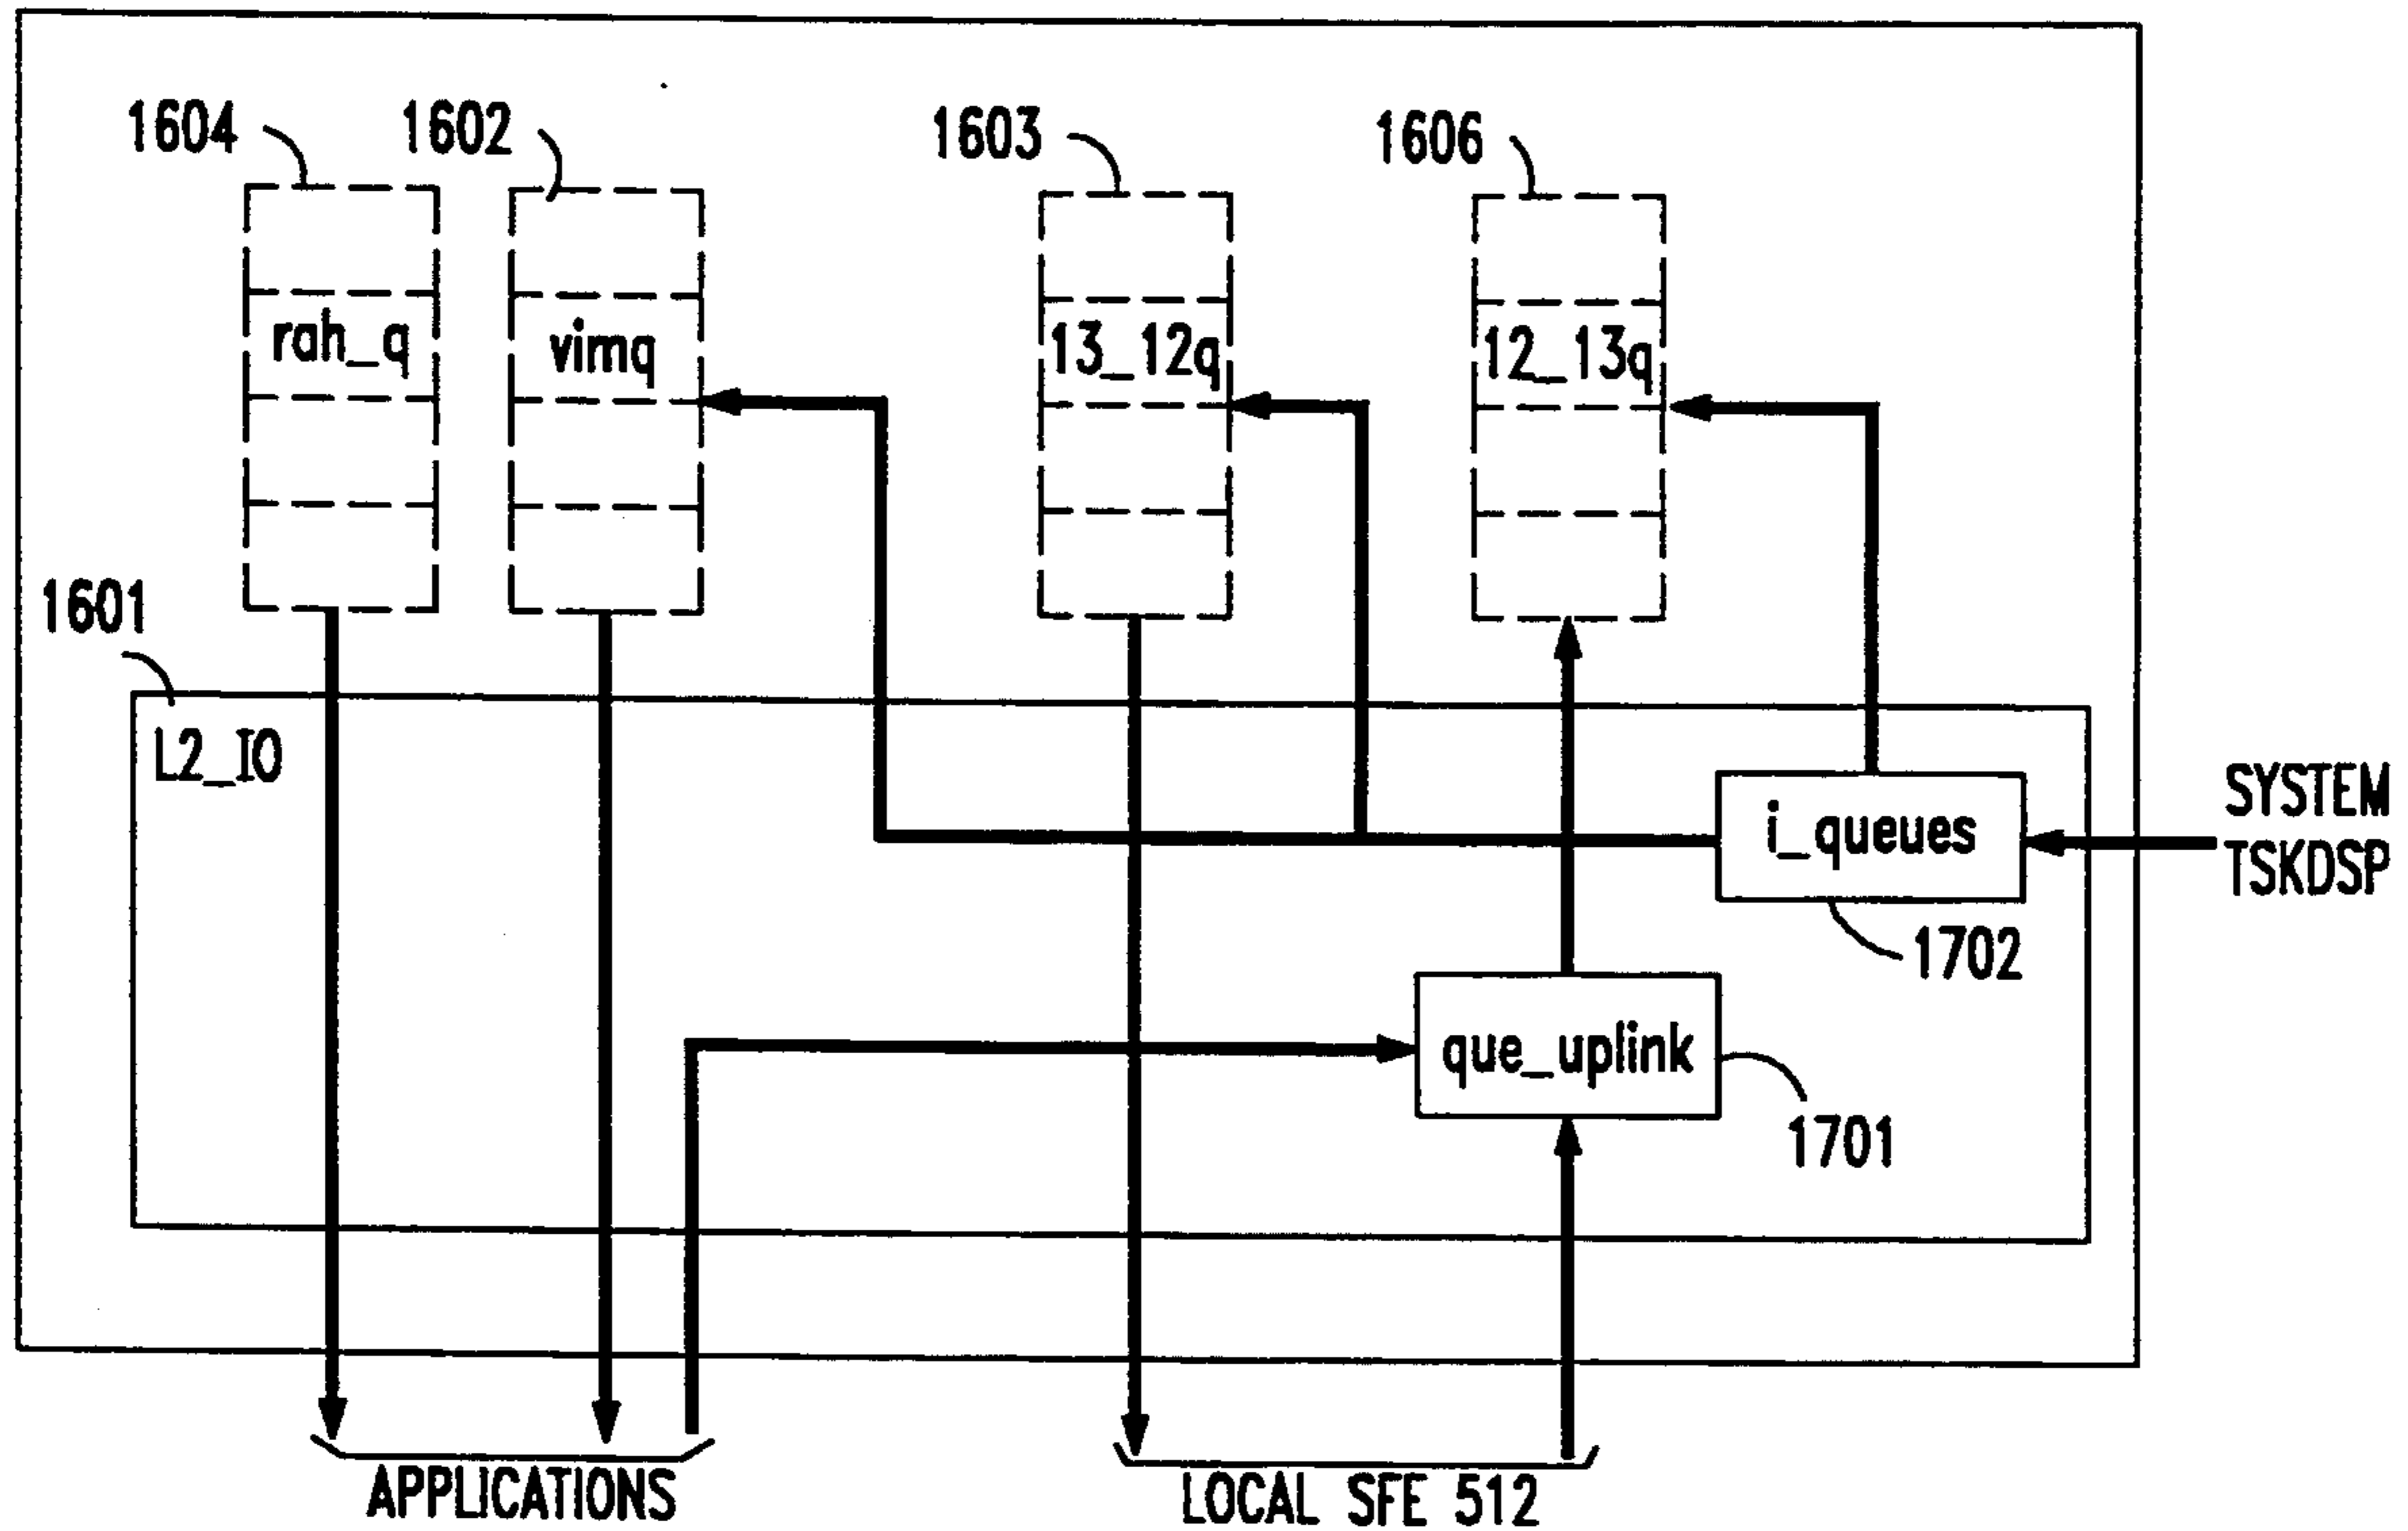 1604
1602
1603
1606
rah_q
vimq
13_12q
12_13q
1601
L2_IO
i_queues
SYSTEM
TSKDSP
1702
que_uplink
1701
APPLICATIONS
LOCAL SFE 512